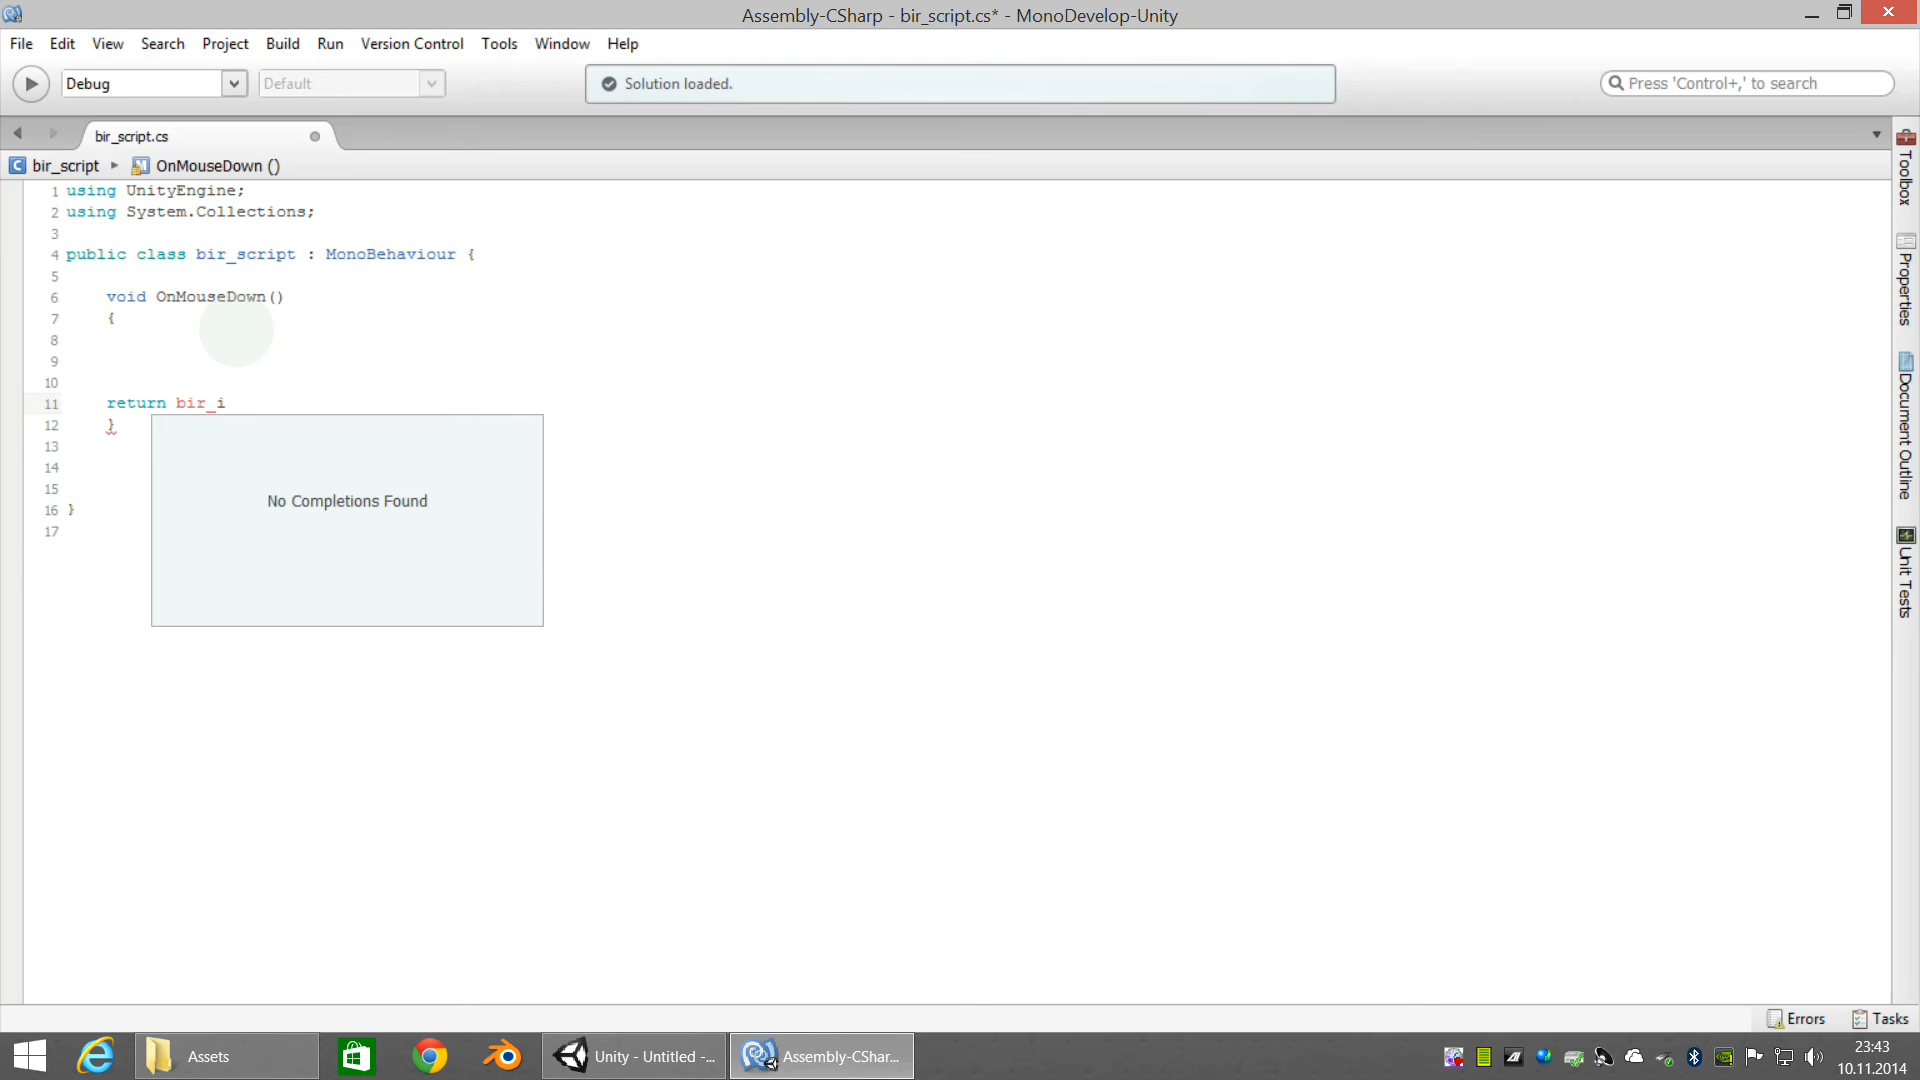 Assembly-CSharp - bir_script.cs* - MonoDevelop-Unity
File Edit View Search Project Build Run Version Control Tools Window Help
Debug Default Solution loaded. Press 'Control+,' to search
bir_script.cs
bir_script OnMouseDown ()
1 using UnityEngine;
2 using System.Collections;
3
4 public class bir_script : MonoBehaviour {
5
6 void OnMouseDown()
7 {
8
9
10
11 return bir_i
12 }
13
14
15
16 }
17
No Completions Found
Toolbox
Properties
Document Outline
Unit Tests
Errors Tasks
Assets Unity - Untitled -... Assembly-CShar...
23:43
10.11.2014